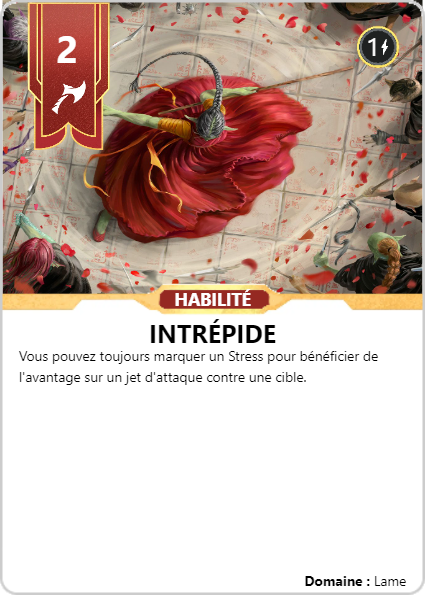 2
1
HABILITÉ
INTRÉPIDE
Vous pouvez toujours marquer un Stress pour bénéficier de
l'avantage sur un jet d'attaque contre une cible.
Domaine : Lame